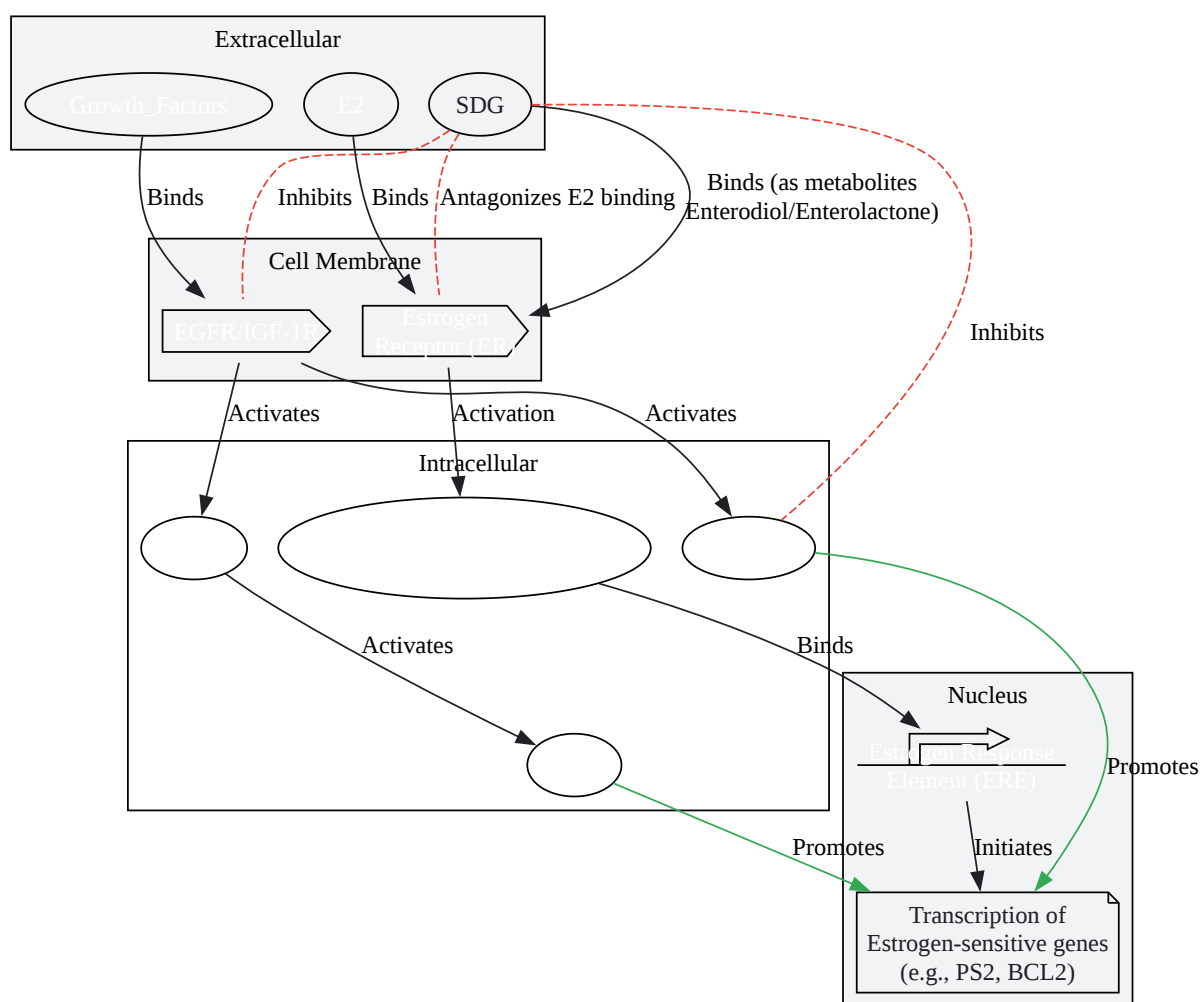 Extracellular
Growth_Factors
E2
SDG
Binds
Inhibits
Binds
Antagonizes E2 binding
Binds (as metabolites
Enterodiol/Enterolactone)
Cell Membrane
EGFR/IGF-1R
Estrogen
Receptor (ER)
Inhibits
Activates
Activation
Activates
Intracellular
Activates
Binds
Nucleus
Estrogen Response
Element (ERE)
Promotes
Promotes
Initiates
Transcription of
Estrogen-sensitive genes
(e.g., PS2, BCL2)